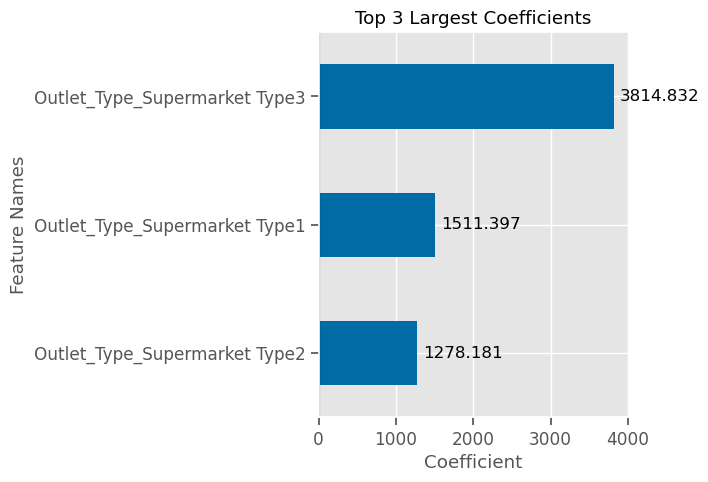 Top 3 Largest Coefficients
Feature Names
Outlet_Type_Supermarket Type3
3814.832
Outlet_Type_Supermarket Type1
1511.397
Outlet_Type_Supermarket Type2
1278.181
0 1000 2000 3000 4000
Coefficient